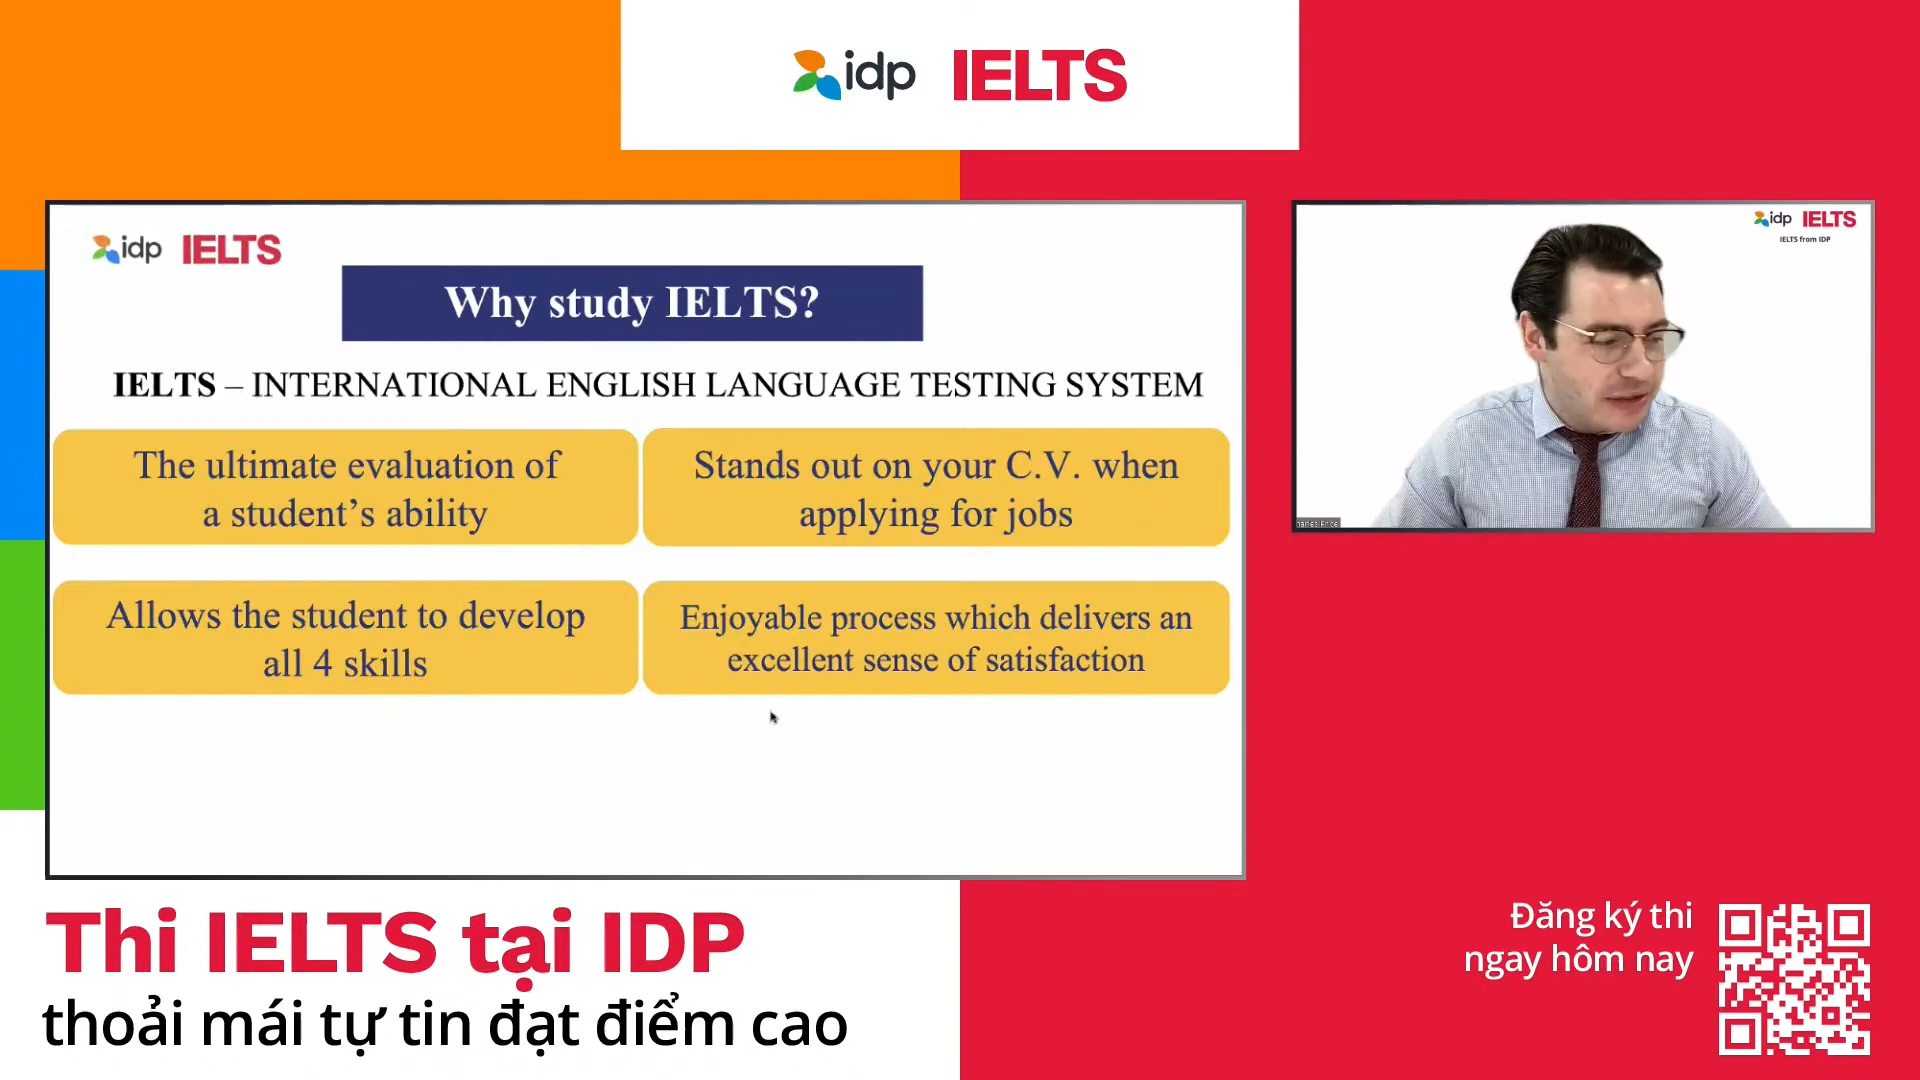 idp IELTS
idp IELTS
Why study IELTS?
IELTS – INTERNATIONAL ENGLISH LANGUAGE TESTING SYSTEM
The ultimate evaluation of
a student’s ability
Stands out on your C.V. when
applying for jobs
Allows the student to develop
all 4 skills
Enjoyable process which delivers an
excellent sense of satisfaction
idp IELTS
IELTS from IDP
Thi IELTS tại IDP
thoải mái tự tin đạt điểm cao
Đăng ký thi
ngay hôm nay
idp